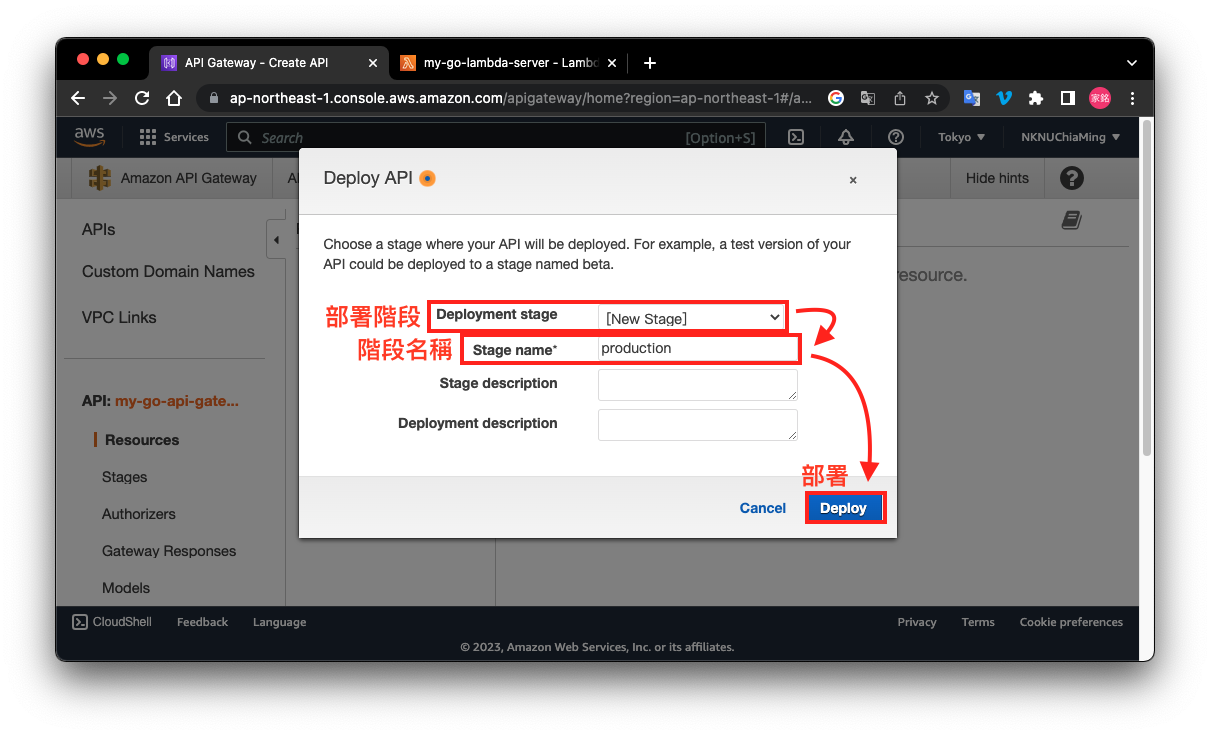 API Gateway - Create API
my-go-lambda-server - Lambd
ap-northeast-1.console.aws.amazon.com/apigateway/home?region=ap-northeast-1#/a...
家銘
aws
Services
Search
[Option+S]
Tokyo
NKNUChiaMing
Amazon API Gateway
Hide hints
APIs
Custom Domain Names
VPC Links
API: my-go-api-gate...
Resources
Stages
Authorizers
Gateway Responses
Models
esource.
Deploy API
×
Choose a stage where your API will be deployed. For example, a test version of your
API could be deployed to a stage named beta.
部署階段 Deployment stage [New Stage]
階段名稱 Stage name* production
Stage description
Deployment description
部署
Cancel Deploy
CloudShell Feedback Language Privacy Terms Cookie preferences
© 2023, Amazon Web Services, Inc. or its affiliates.